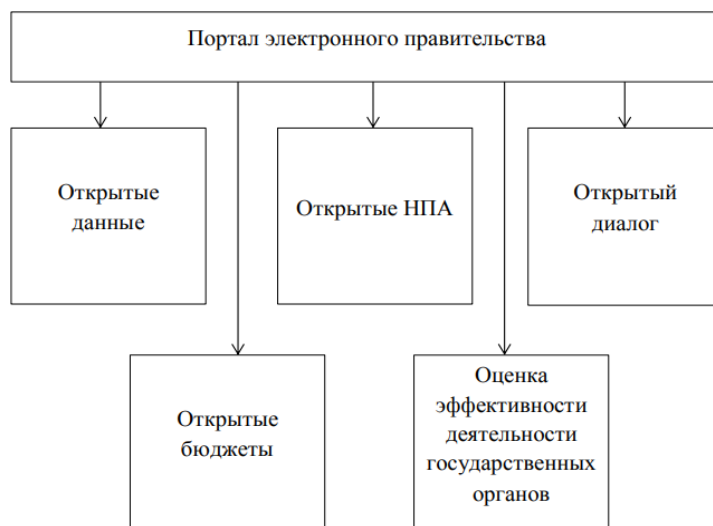 Портал электронного правительства
Открытые
данные
Открытые НПА
Открытый
диалог
Открытые
бюджеты
Оценка
эффективности
деятельности
государственных
органов